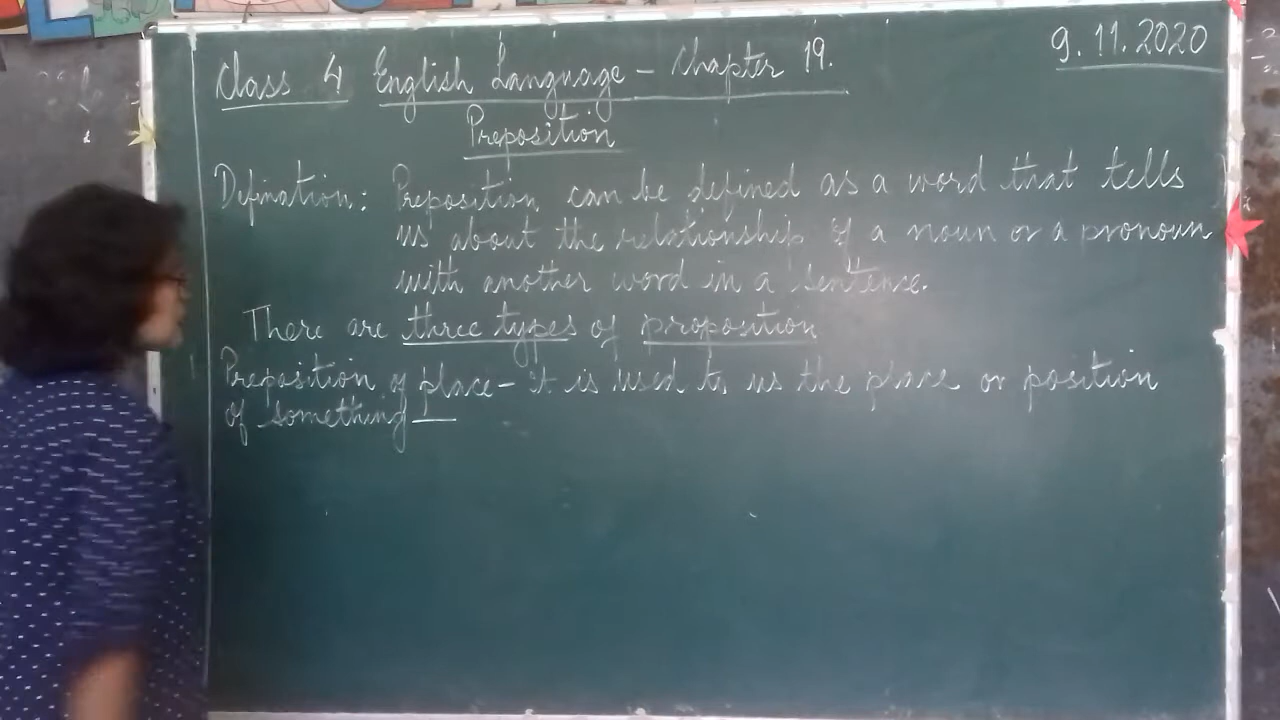 Class 4 English Language - Chapter 19.
9.11.2020
Preposition
Defination: Preposition can be defined as a word that tells
us about the relationship of a noun or a pronoun
with another word in a sentence.
There are three types of proposition
Preposition of place - it is used to us the place or position
of something —